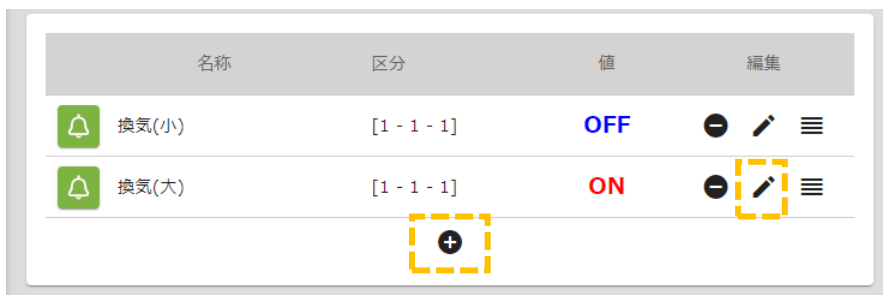 名称 区分 値 編集
換気(小) [1 - 1 - 1] OFF
換気(大) [1 - 1 - 1] ON